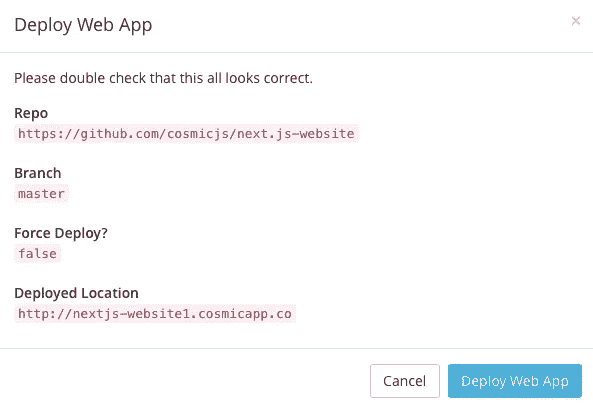 Deploy Web App
×
Please double check that this all looks correct.
Repo
https://github.com/cosmicjs/next.js-website
Branch
master
Force Deploy?
false
Deployed Location
http://nextjs-website1.cosmicapp.co
Cancel
Deploy Web App